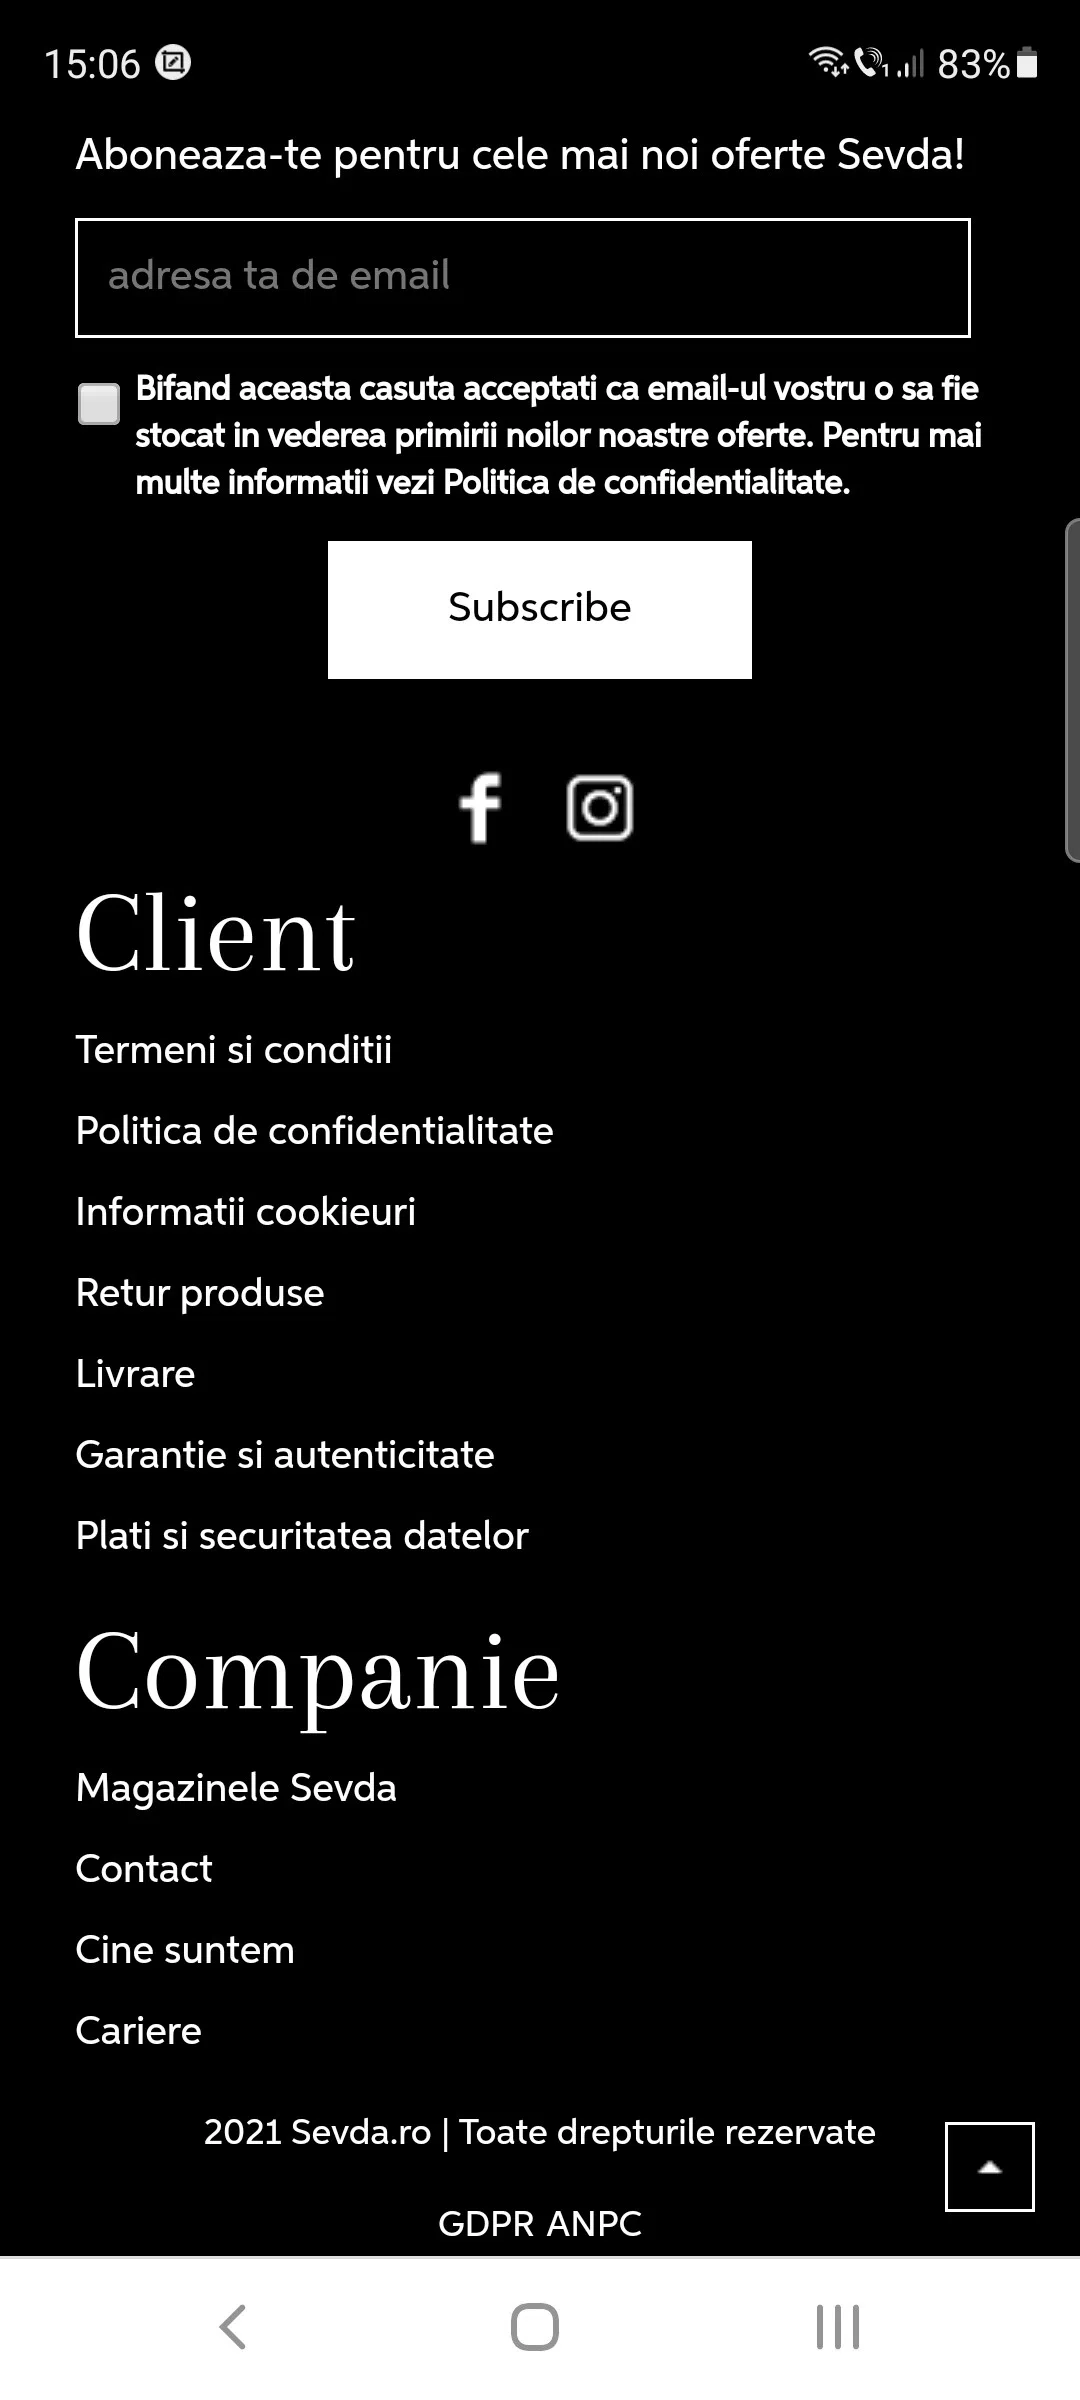 15:06
83%
Aboneaza-te pentru cele mai noi oferte Sevda!
adresa ta de email
Bifand aceasta casuta acceptati ca email-ul vostru o sa fie
stocat in vederea primirii noilor noastre oferte. Pentru mai
multe informatii vezi Politica de confidentialitate.
Subscribe
Client
Termeni si conditii
Politica de confidentialitate
Informatii cookieuri
Retur produse
Livrare
Garantie si autenticitate
Plati si securitatea datelor
Companie
Magazinele Sevda
Contact
Cine suntem
Cariere
2021 Sevda.ro | Toate drepturile rezervate
GDPR ANPC